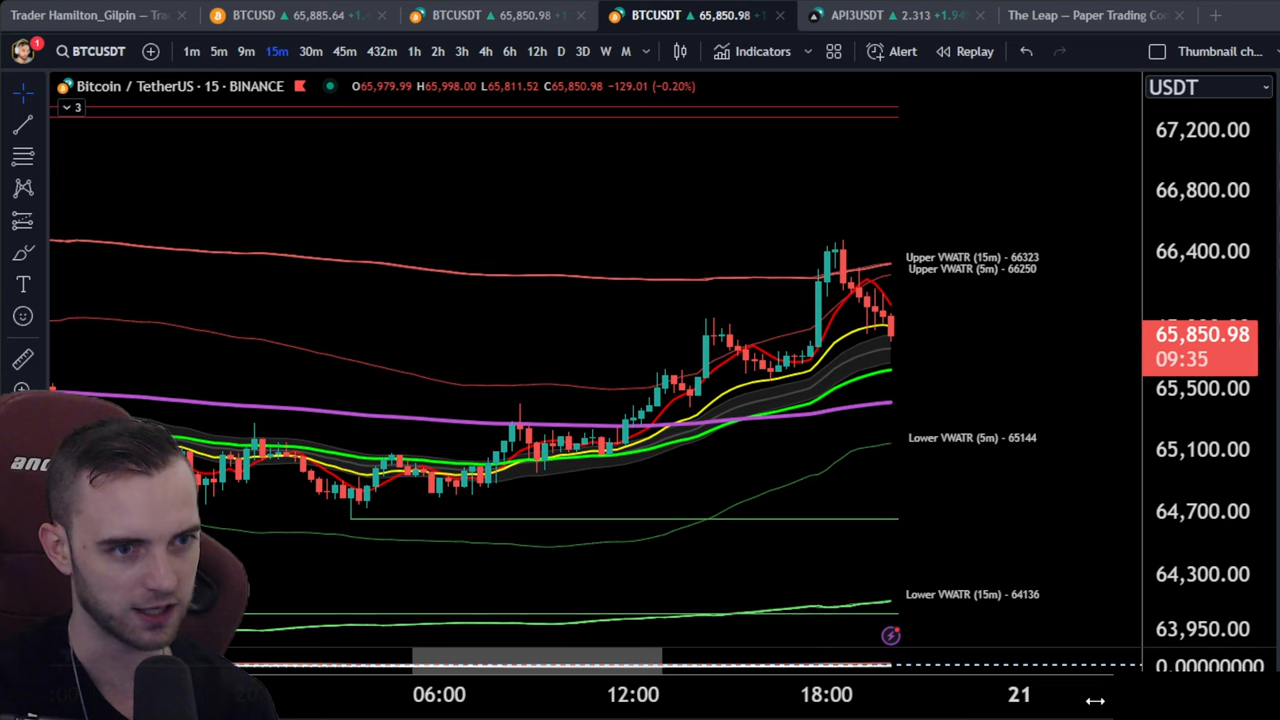 Trader Hamilton_Gilpin — Tra
BTCUSD ▲ 65,885.64 +1.
BTCUSDT ▲ 65,850.98 +1
BTCUSDT ▲ 65,850.98 +1
API3USDT ▲ 2.313 +1.94
The Leap — Paper Trading Co
1
BTCUSDT
1m 5m 9m 15m 30m 45m 432m 1h 2h 3h 4h 6h 12h D 3D W M
Indicators
Alert
Replay
Thumbnail ch...
Bitcoin / TetherUS · 15 · BINANCE
O65,979.99 H65,998.00 L65,811.52 C65,850.98 −129.01 (−0.20%)
USDT
3
67,200.00
66,800.00
66,400.00
Upper VWATR (15m) - 66323
Upper VWATR (5m) - 66250
65,850.98
09:35
65,500.00
Lower VWATR (5m) - 65144
65,100.00
64,700.00
64,300.00
Lower VWATR (15m) - 64136
63,950.00
0.00000000
06:00 12:00 18:00 21